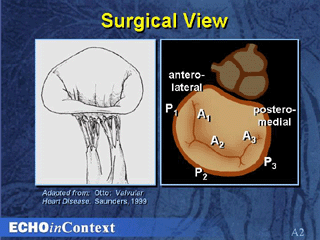 Surgical View
antero-
lateral
P1
A1
A2
A3
postero-
medial
P3
P2
Adapted from: Otto: Valvular
Heart Disease. Saunders, 1999
ECHOinContext
A2